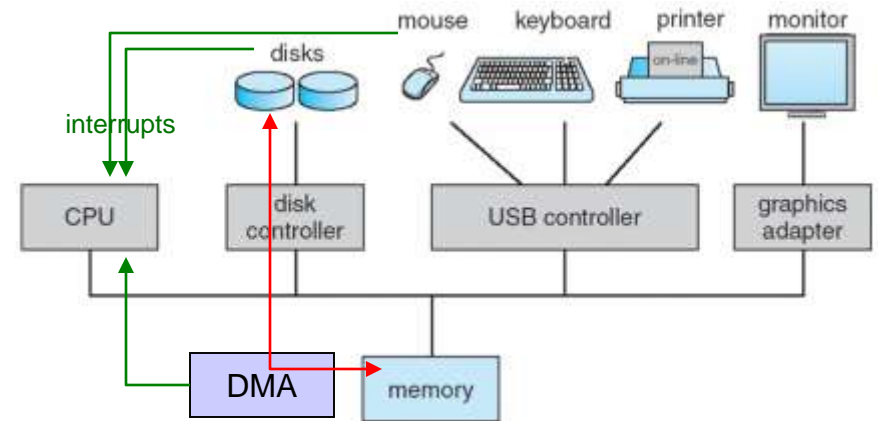 mouse keyboard printer monitor
disks
on-line
interrupts
CPU
disk
controller
USB controller
graphics
adapter
DMA
memory